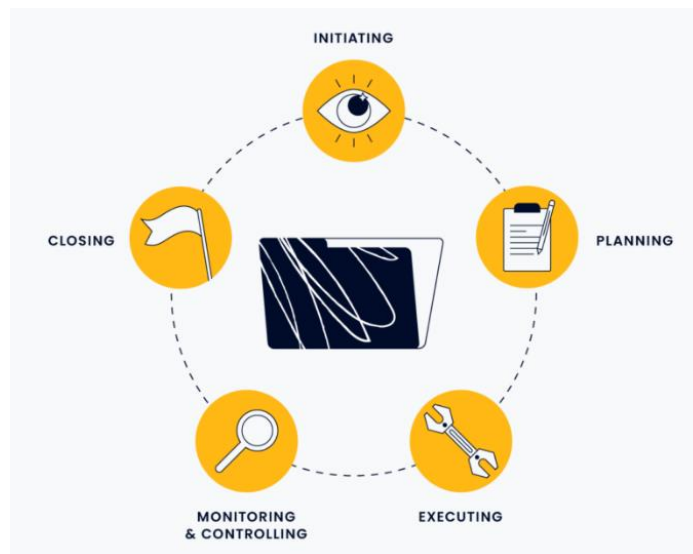 INITIATING
CLOSING
PLANNING
MONITORING
& CONTROLLING
EXECUTING